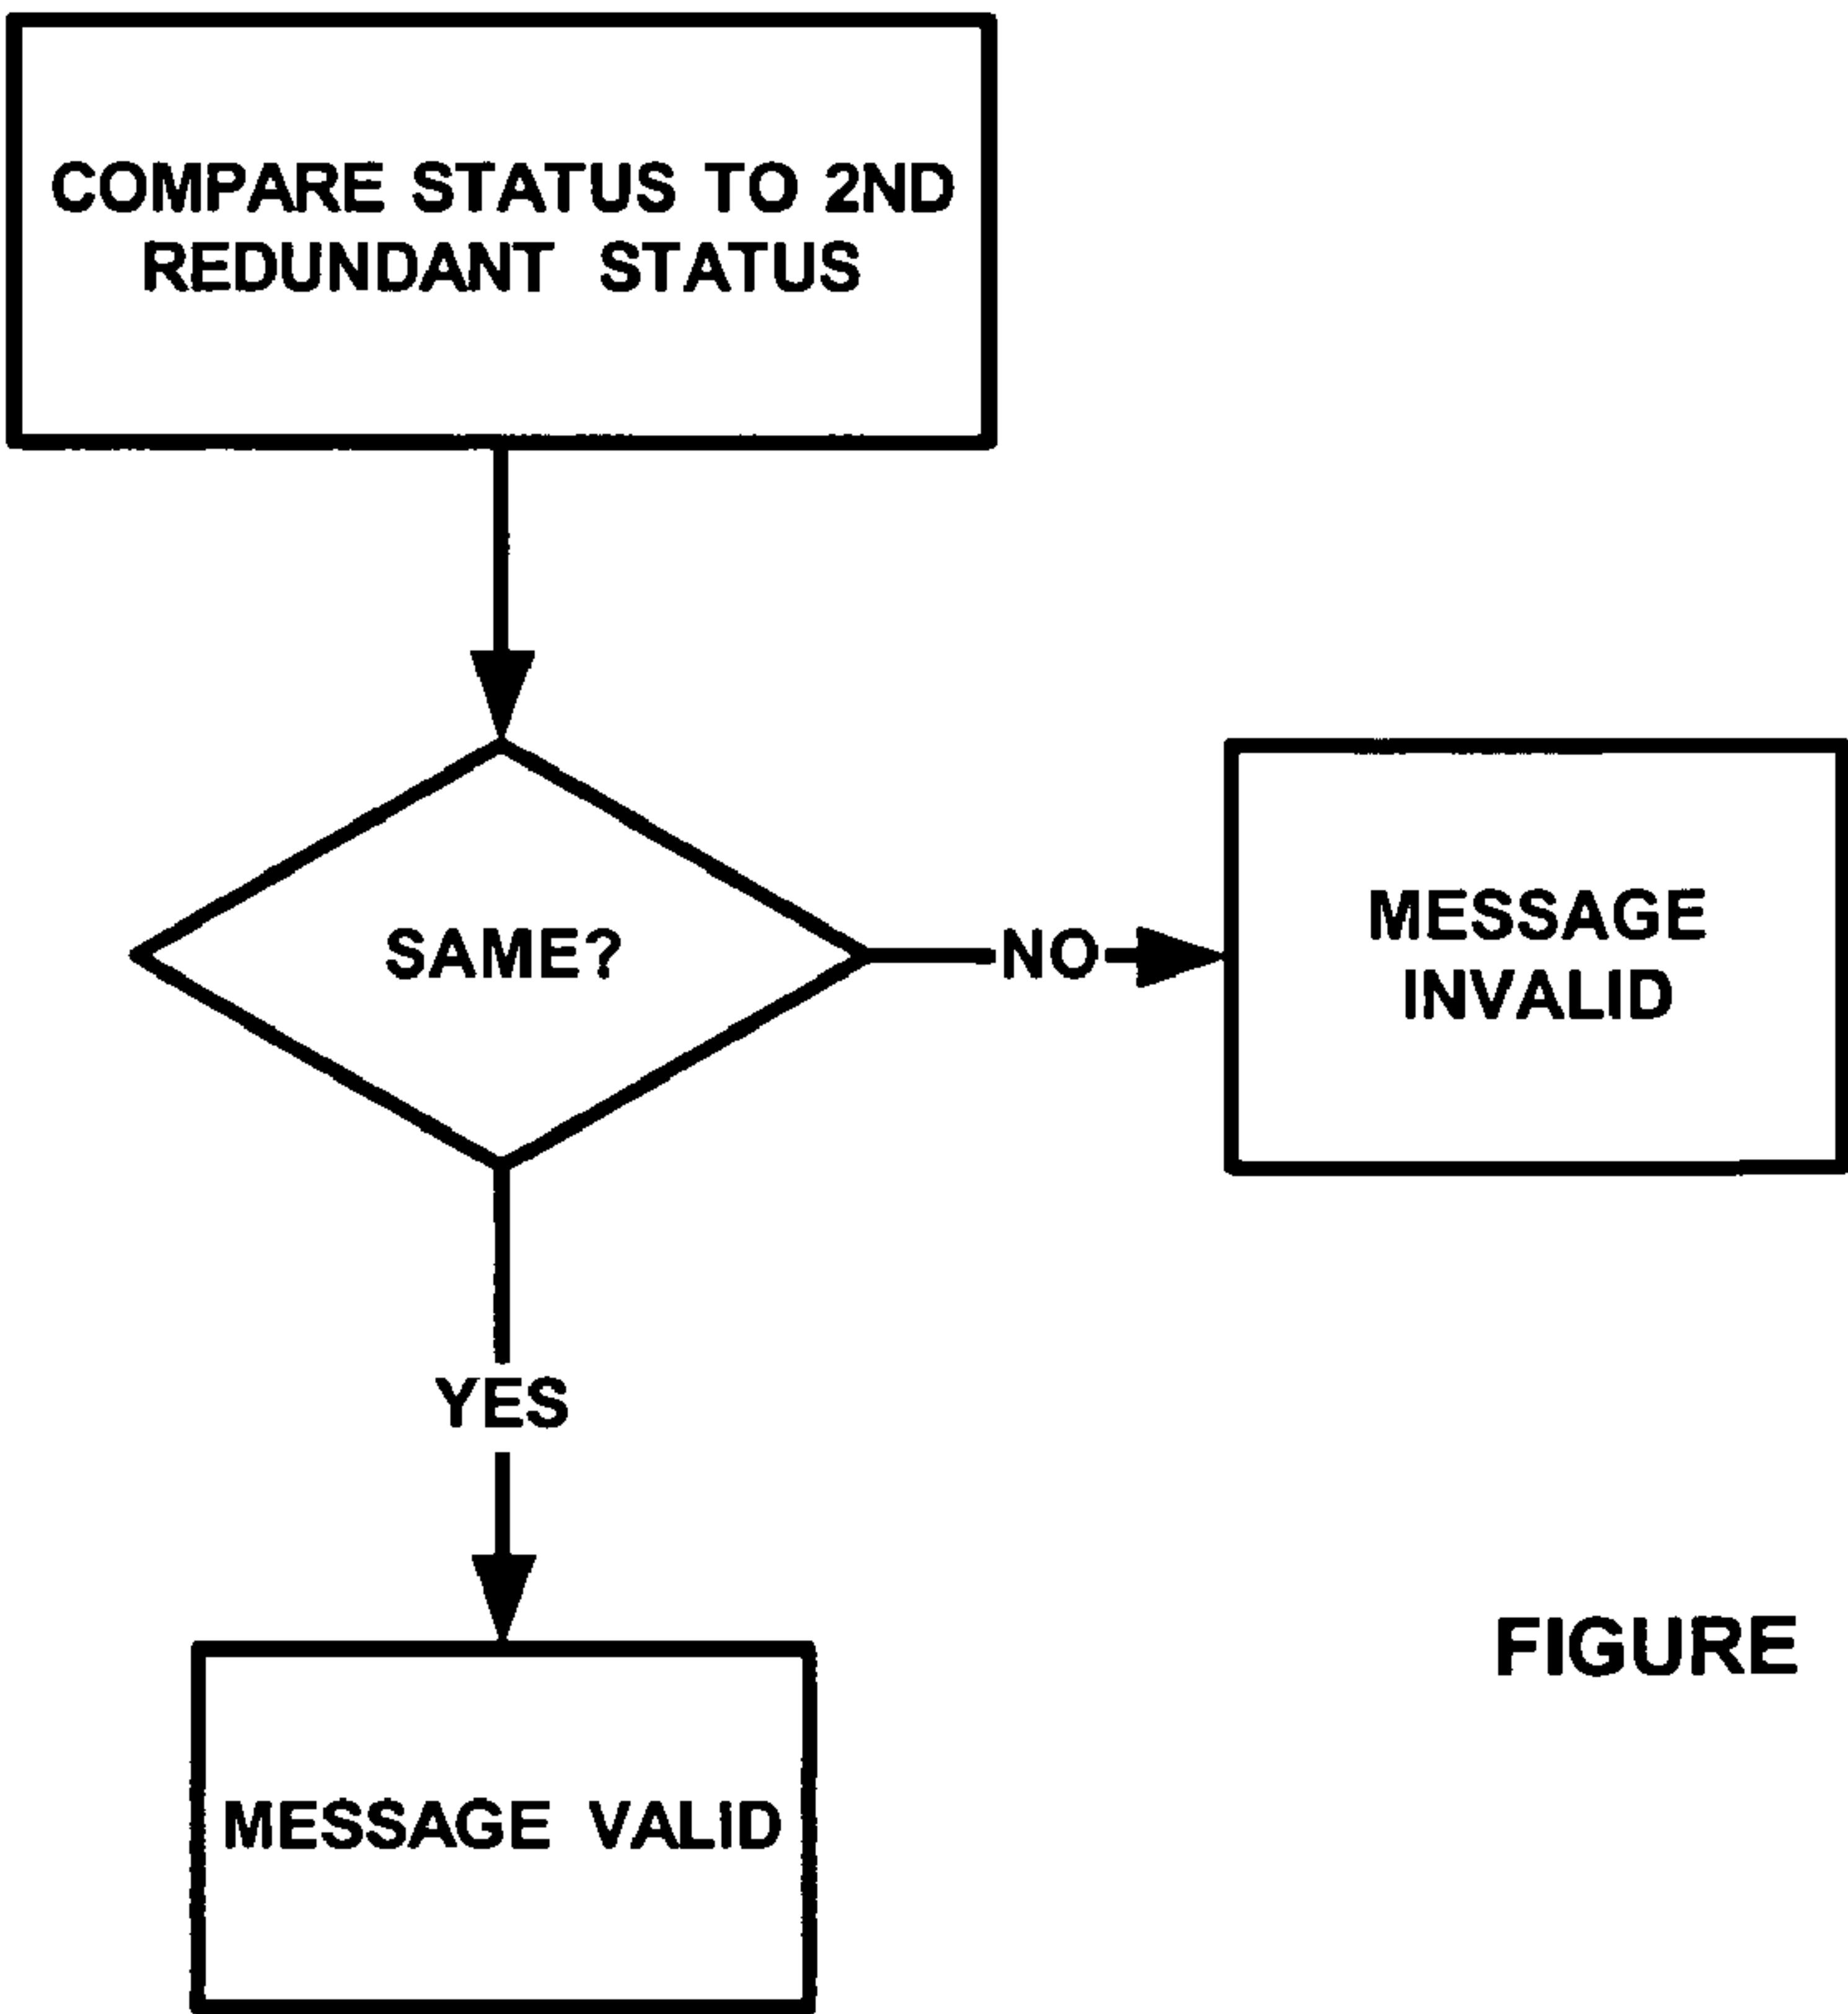 COMPARE STATUS TO 2ND
REDUNDANT STATUS
SAME?
NO
MESSAGE
INVALID
YES
FIGURE
MESSAGE VALID